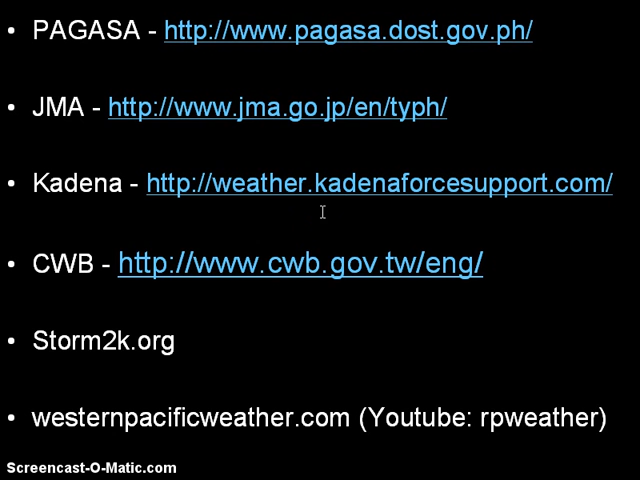 • PAGASA - http://www.pagasa.dost.gov.ph/
• JMA - http://www.jma.go.jp/en/typh/
• Kadena - http://weather.kadenaforcesupport.com/
• CWB - http://www.cwb.gov.tw/eng/
• Storm2k.org
• westernpacificweather.com (Youtube: rpweather)
Screencast-O-Matic.com